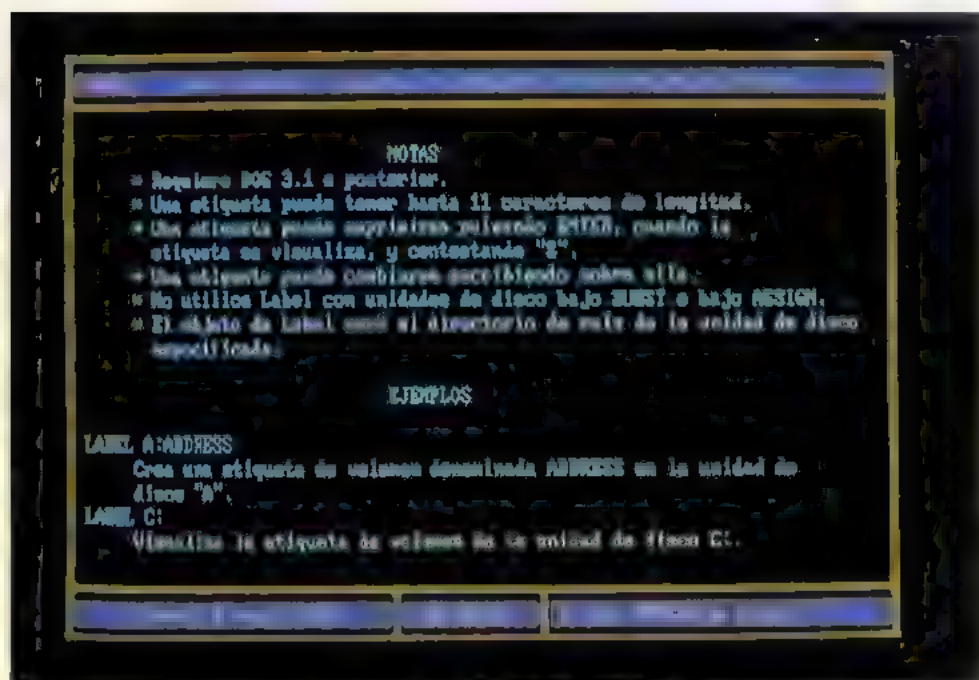 NOTAS
* Requiere DOS 3.1 o posterior.
* Una etiqueta puede tener hasta 11 caracteres de longitud.
* Una etiqueta puede suprimirse pulsando ENTER, cuando la
etiqueta se visualiza, y contestando "S".
* Una etiqueta puede cambiarse escribiendo sobre ella.
* No utilice Label con unidades de disco bajo SUBST o bajo ASSIGN.
* El objeto de Label será el directorio de raíz de la unidad de disco
especificada.
EJEMPLOS
LABEL A:ADDRESS
Crea una etiqueta de volumen denominada ADDRESS en la unidad de
disco "A".
LABEL C:
Visualiza la etiqueta de volumen de la unidad de disco C:.